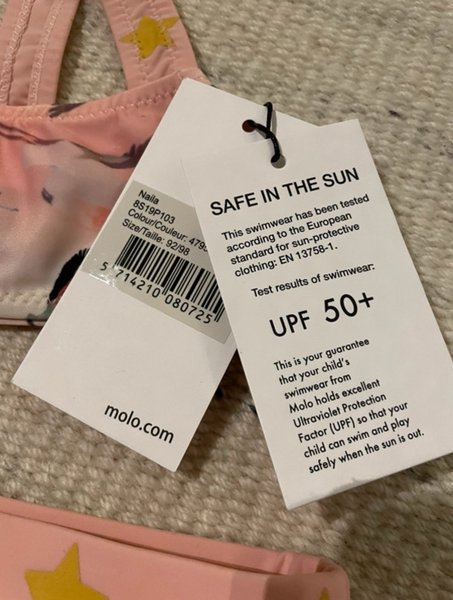 Naila
8S19P103
Colour/Couleur: 479
Size/Taille: 92/98
5 714210 080725
molo.com
SAFE IN THE SUN
This swimwear has been tested
according to the European
standard for sun-protective
clothing: EN 13758-1.
Test results of swimwear:
UPF 50+
This is your guarantee
that your child's
swimwear from
Molo holds excellent
Ultraviolet Protection
Factor (UPF) so that your
child can swim and play
safely when the sun is out.